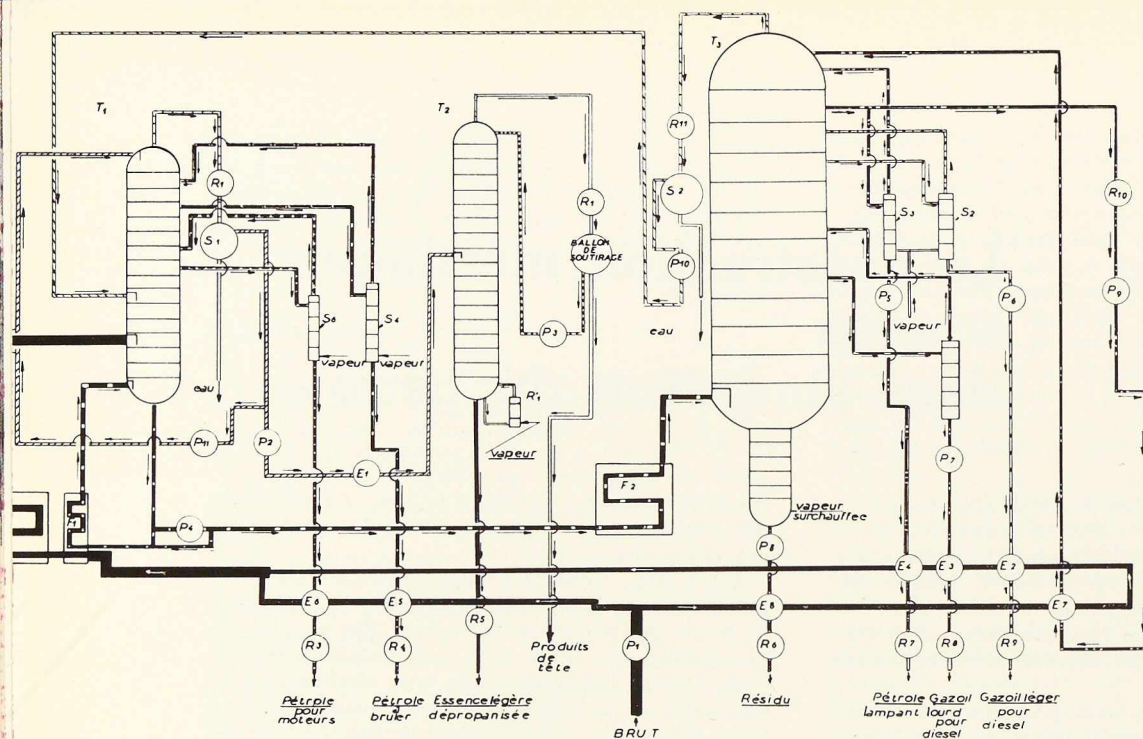 T1
T2
T3
R1
S1
R1
BALLON
DE
SOUTIRAGE
P3
R11
S2
P10
eau
S3
S2
R10
P5
P6
P9
vapeur
S6
S4
vapeur
vapeur
eau
R'1
vapeur
P11
P2
E1
F1
P4
F2
vapeur
surchauffée
P7
P8
E4
E3
E2
E6
E5
R5
E8
E7
R3
R4
Produits
de
tête
P1
R6
R7
R8
R9
Pétrole
pour
moteurs
Pétrole
à
bruler
Essence légère
dépropanisée
BRUT
Résidu
Pétrole
lampant
Gazoil
lourd
pour
diesel
Gazoil léger
pour
diesel